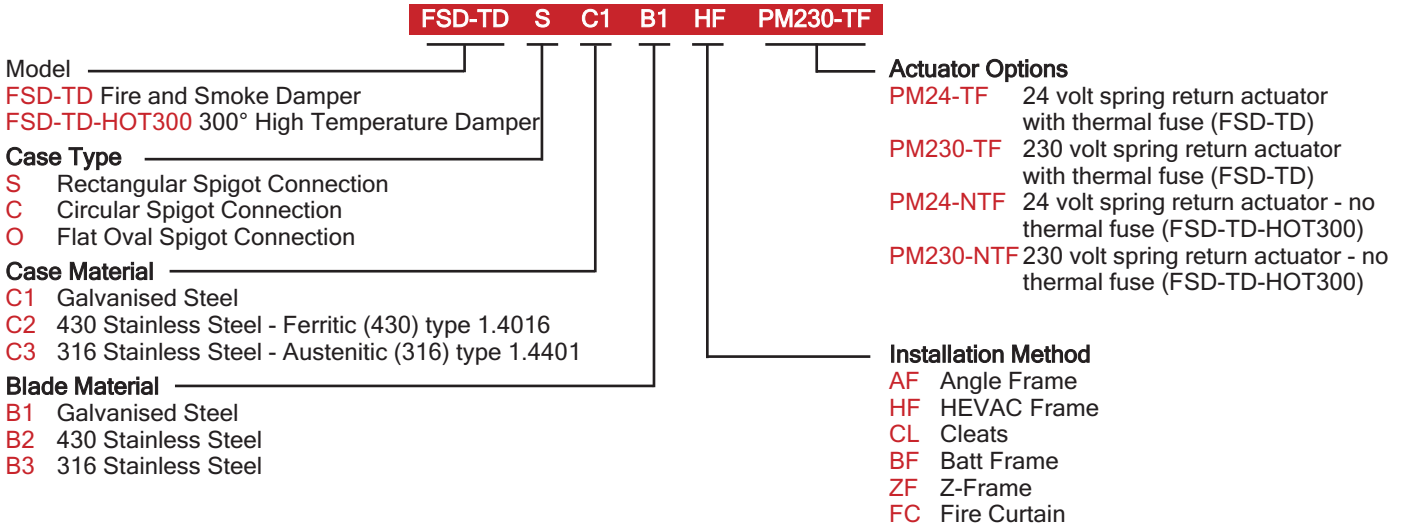 FSD-TD S C1 B1 HF PM230-TF
Model
FSD-TD Fire and Smoke Damper
FSD-TD-HOT300 300° High Temperature Damper
Case Type
S Rectangular Spigot Connection
C Circular Spigot Connection
O Flat Oval Spigot Connection
Case Material
C1 Galvanised Steel
C2 430 Stainless Steel - Ferritic (430) type 1.4016
C3 316 Stainless Steel - Austenitic (316) type 1.4401
Blade Material
B1 Galvanised Steel
B2 430 Stainless Steel
B3 316 Stainless Steel
Actuator Options
PM24-TF 24 volt spring return actuator
with thermal fuse (FSD-TD)
PM230-TF 230 volt spring return actuator
with thermal fuse (FSD-TD)
PM24-NTF 24 volt spring return actuator - no
thermal fuse (FSD-TD-HOT300)
PM230-NTF 230 volt spring return actuator - no
thermal fuse (FSD-TD-HOT300)
Installation Method
AF Angle Frame
HF HEVAC Frame
CL Cleats
BF Batt Frame
ZF Z-Frame
FC Fire Curtain